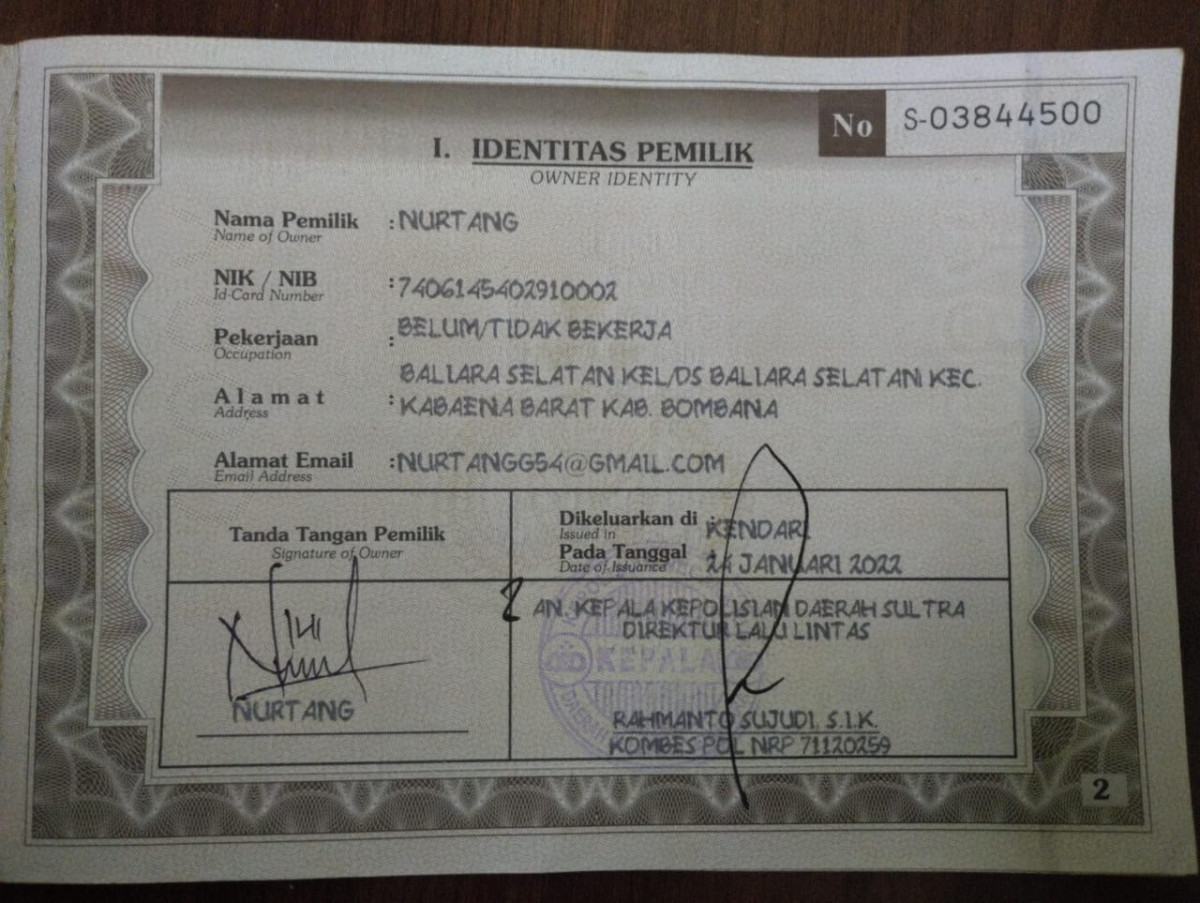 No S-03844500
I. IDENTITAS PEMILIK
OWNER IDENTITY
Nama Pemilik : NURTANG
Name of Owner
NIK / NIB : 7406145402910002
Id-Card Number
Pekerjaan : BELUM/TIDAK BEKERJA
Occupation
BALIARA SELATAN KEL/DS BALIARA SELATAN KEC.
Alamat : KABAENA BARAT KAB. BOMBANA
Address
Alamat Email : NURTANGG54@GMAIL.COM
Email Address
Tanda Tangan Pemilik
Signature of Owner
NURTANG
Dikeluarkan di : KENDARI
Issued in
Pada Tanggal 24 JANUARI 2022
Date of Issuance
AN. KEPALA KEPOLISIAN DAERAH SULTRA
DIREKTUR LALU LINTAS
KEPALA
RAHMANTO SUJUDI, S.I.K.
KOMBES POL NRP 71120259
2